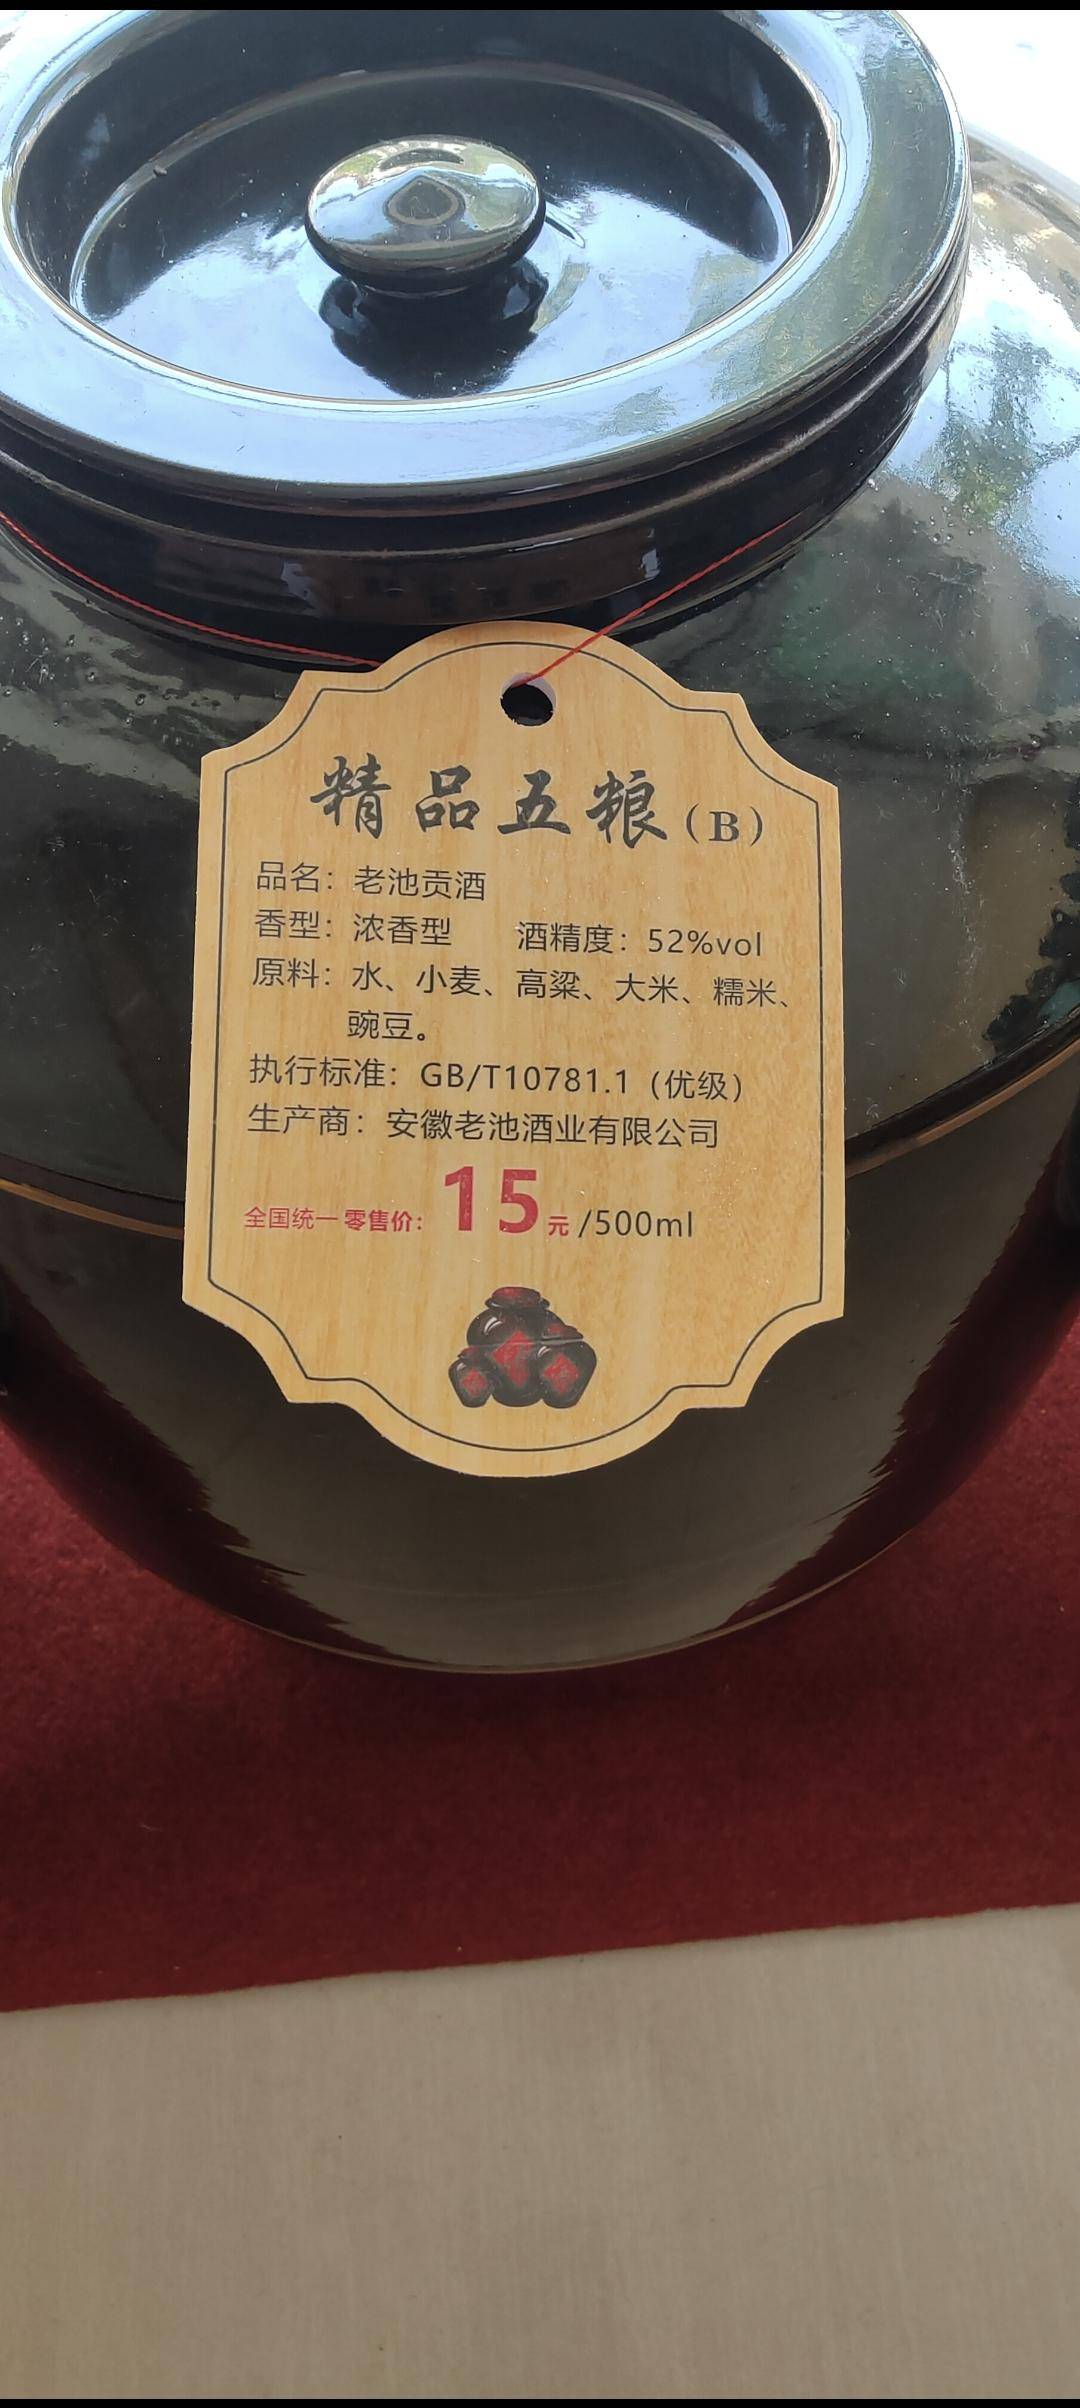 精品五粮（B）
品名：老池贡酒
香型：浓香型 酒精度：52%vol
原料：水、小麦、高粱、大米、糯米、
豌豆。
执行标准：GB/T10781.1（优级）
生产商：安徽老池酒业有限公司
全国统一零售价：15元/500ml